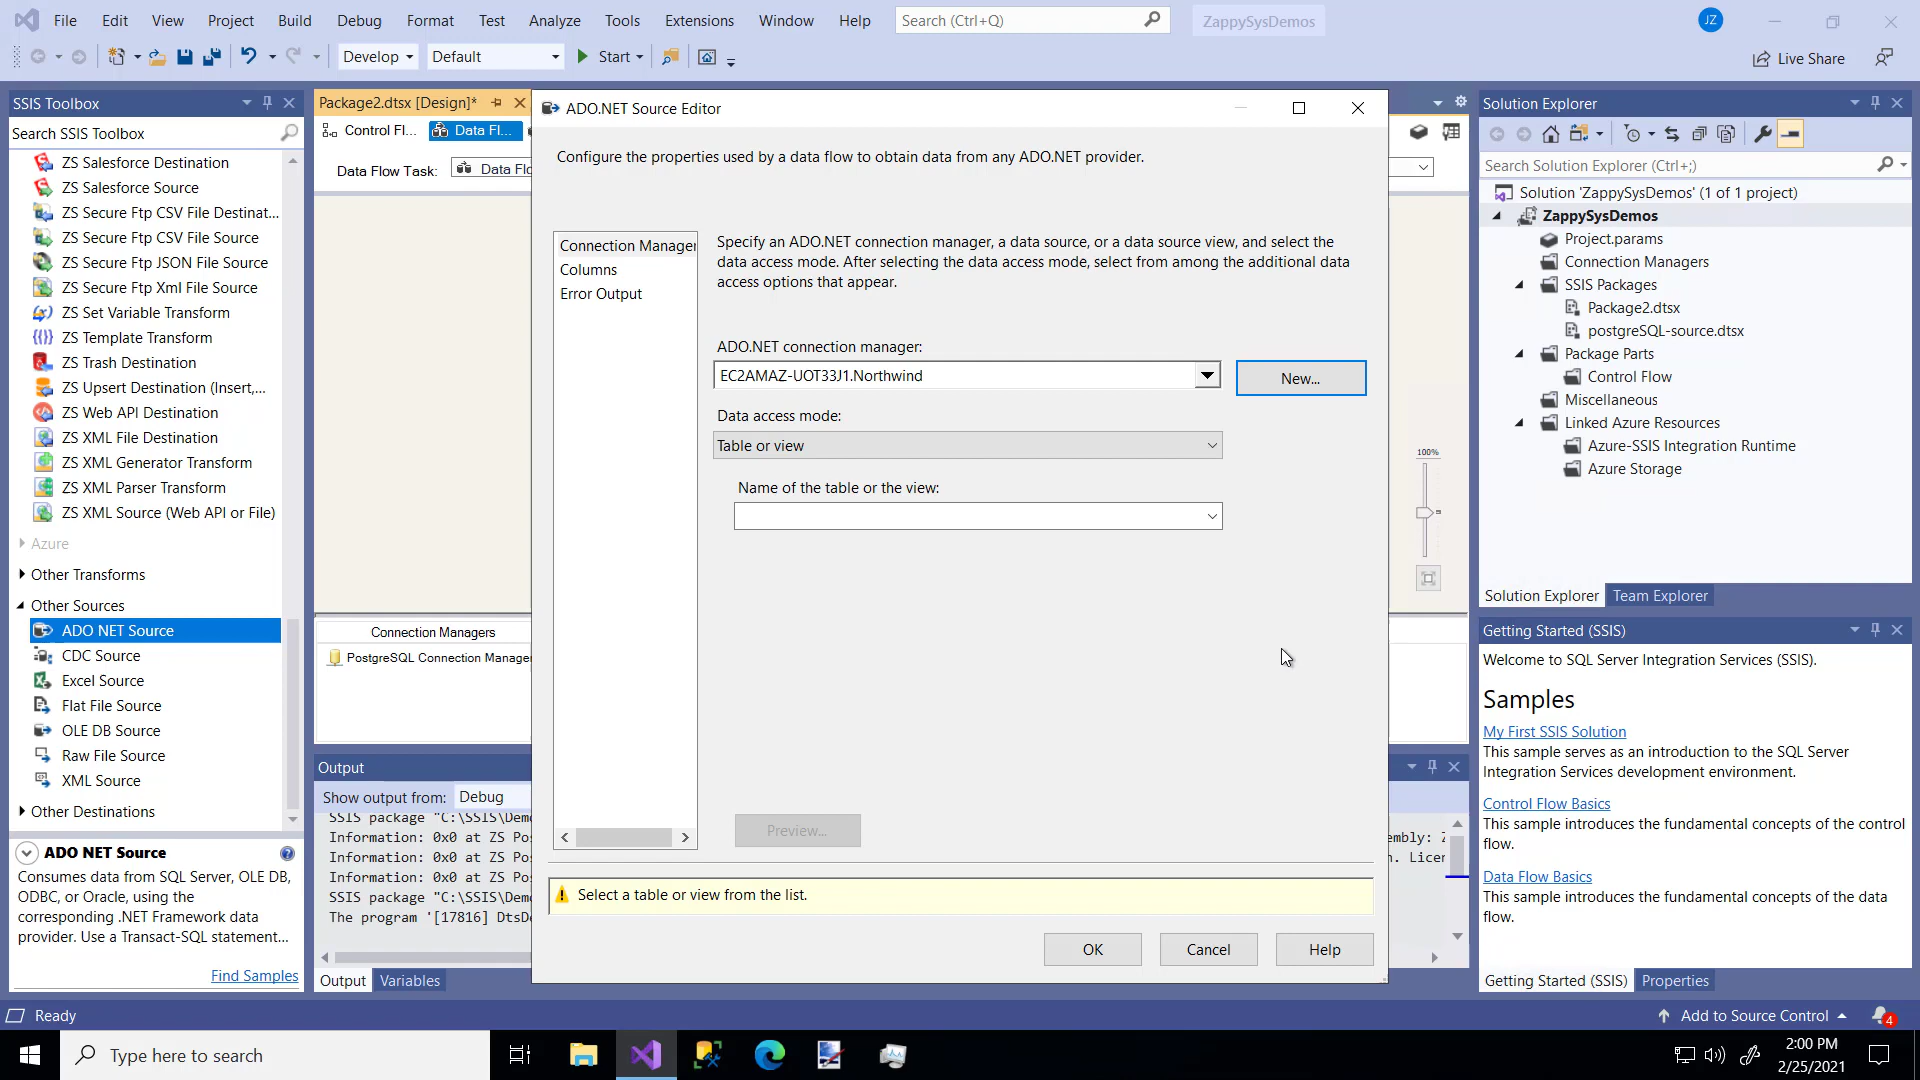 File Edit View Project Build Debug Format Test Analyze Tools Extensions Window Help Search (Ctrl+Q) ZappySysDemos JZ
Develop Default Start Live Share
SSIS Toolbox
Search SSIS Toolbox
ZS Salesforce Destination
ZS Salesforce Source
ZS Secure Ftp CSV File Destinat...
ZS Secure Ftp CSV File Source
ZS Secure Ftp JSON File Source
ZS Secure Ftp Xml File Source
ZS Set Variable Transform
ZS Template Transform
ZS Trash Destination
ZS Upsert Destination (Insert,...
ZS Web API Destination
ZS XML File Destination
ZS XML Generator Transform
ZS XML Parser Transform
ZS XML Source (Web API or File)
Azure
Other Transforms
Other Sources
ADO NET Source
CDC Source
Excel Source
Flat File Source
OLE DB Source
Raw File Source
XML Source
Other Destinations
ADO NET Source
Consumes data from SQL Server, OLE DB,
ODBC, or Oracle, using the
corresponding .NET Framework data
provider. Use a Transact-SQL statement...
Find Samples
Package2.dtsx [Design]*
Control Fl... Data Fl...
Data Flow Task: Data Flo
Connection Managers
PostgreSQL Connection Manager
Output
Show output from: Debug
SSIS package "C:\SSIS\Demo
Information: 0x0 at ZS Pos
Information: 0x0 at ZS Pos
Information: 0x0 at ZS Pos
SSIS package "C:\SSIS\Demo
The program '[17816] DtsDe
Output Variables
ADO.NET Source Editor
Configure the properties used by a data flow to obtain data from any ADO.NET provider.
Connection Manager
Columns
Error Output
Specify an ADO.NET connection manager, a data source, or a data source view, and select the
data access mode. After selecting the data access mode, select from among the additional data
access options that appear.
ADO.NET connection manager:
EC2AMAZ-UOT33J1.Northwind
New...
Data access mode:
Table or view
Name of the table or the view:
Preview...
Select a table or view from the list.
OK Cancel Help
100%
embly: Z
n. Licen
Solution Explorer
Search Solution Explorer (Ctrl+;)
Solution 'ZappySysDemos' (1 of 1 project)
ZappySysDemos
Project.params
Connection Managers
SSIS Packages
Package2.dtsx
postgreSQL-source.dtsx
Package Parts
Control Flow
Miscellaneous
Linked Azure Resources
Azure-SSIS Integration Runtime
Azure Storage
Solution Explorer Team Explorer
Getting Started (SSIS)
Welcome to SQL Server Integration Services (SSIS).
Samples
My First SSIS Solution
This sample serves as an introduction to the SQL Server
Integration Services development environment.
Control Flow Basics
This sample introduces the fundamental concepts of the control
flow.
Data Flow Basics
This sample introduces the fundamental concepts of the data
flow.
Getting Started (SSIS) Properties
Ready
Add to Source Control 4
Type here to search
2:00 PM
2/25/2021